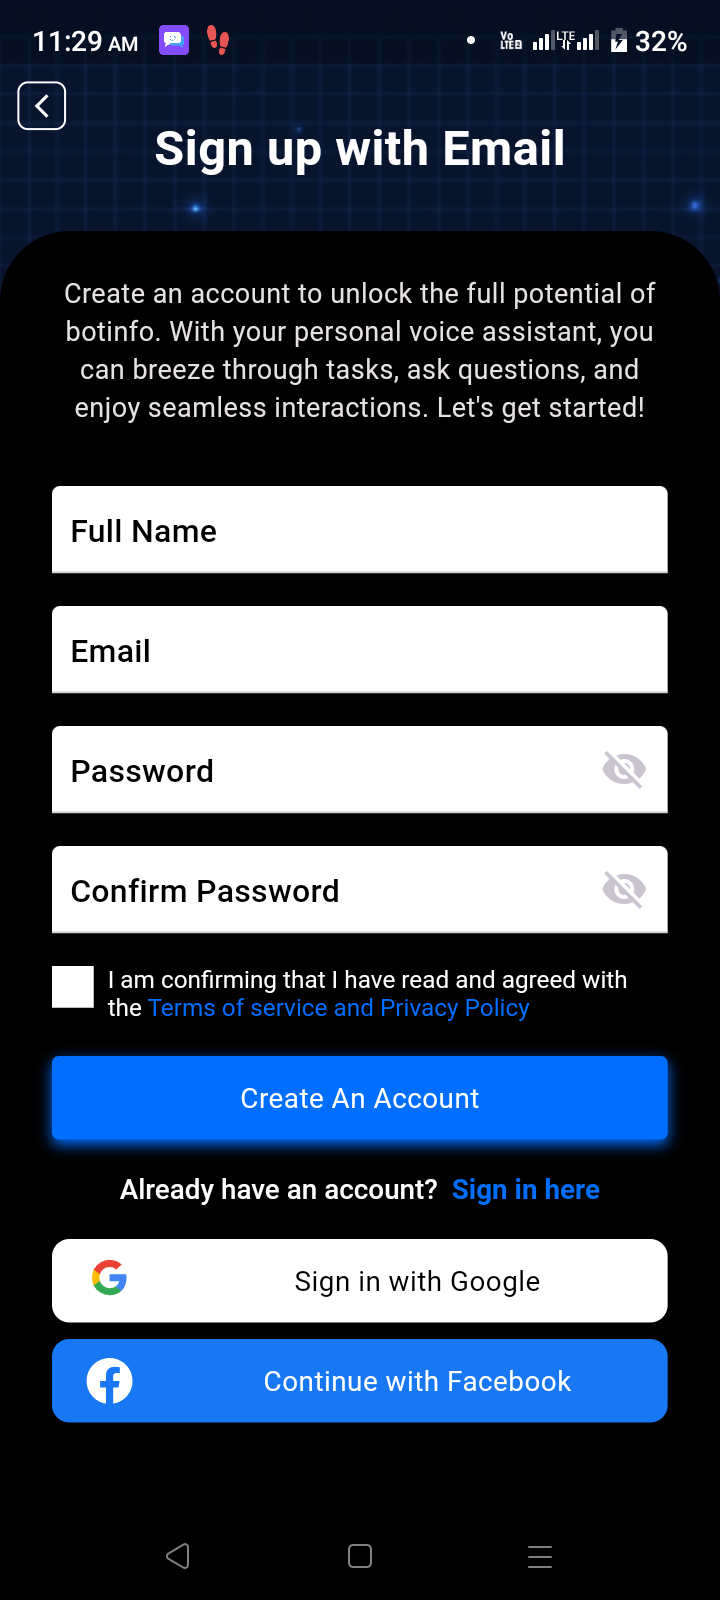 11:29 AM
Vo LTE2 LTE 32%
Sign up with Email
Create an account to unlock the full potential of
botinfo. With your personal voice assistant, you
can breeze through tasks, ask questions, and
enjoy seamless interactions. Let's get started!
Full Name
Email
Password
Confirm Password
I am confirming that I have read and agreed with
the Terms of service and Privacy Policy
Create An Account
Already have an account? Sign in here
Sign in with Google
Continue with Facebook